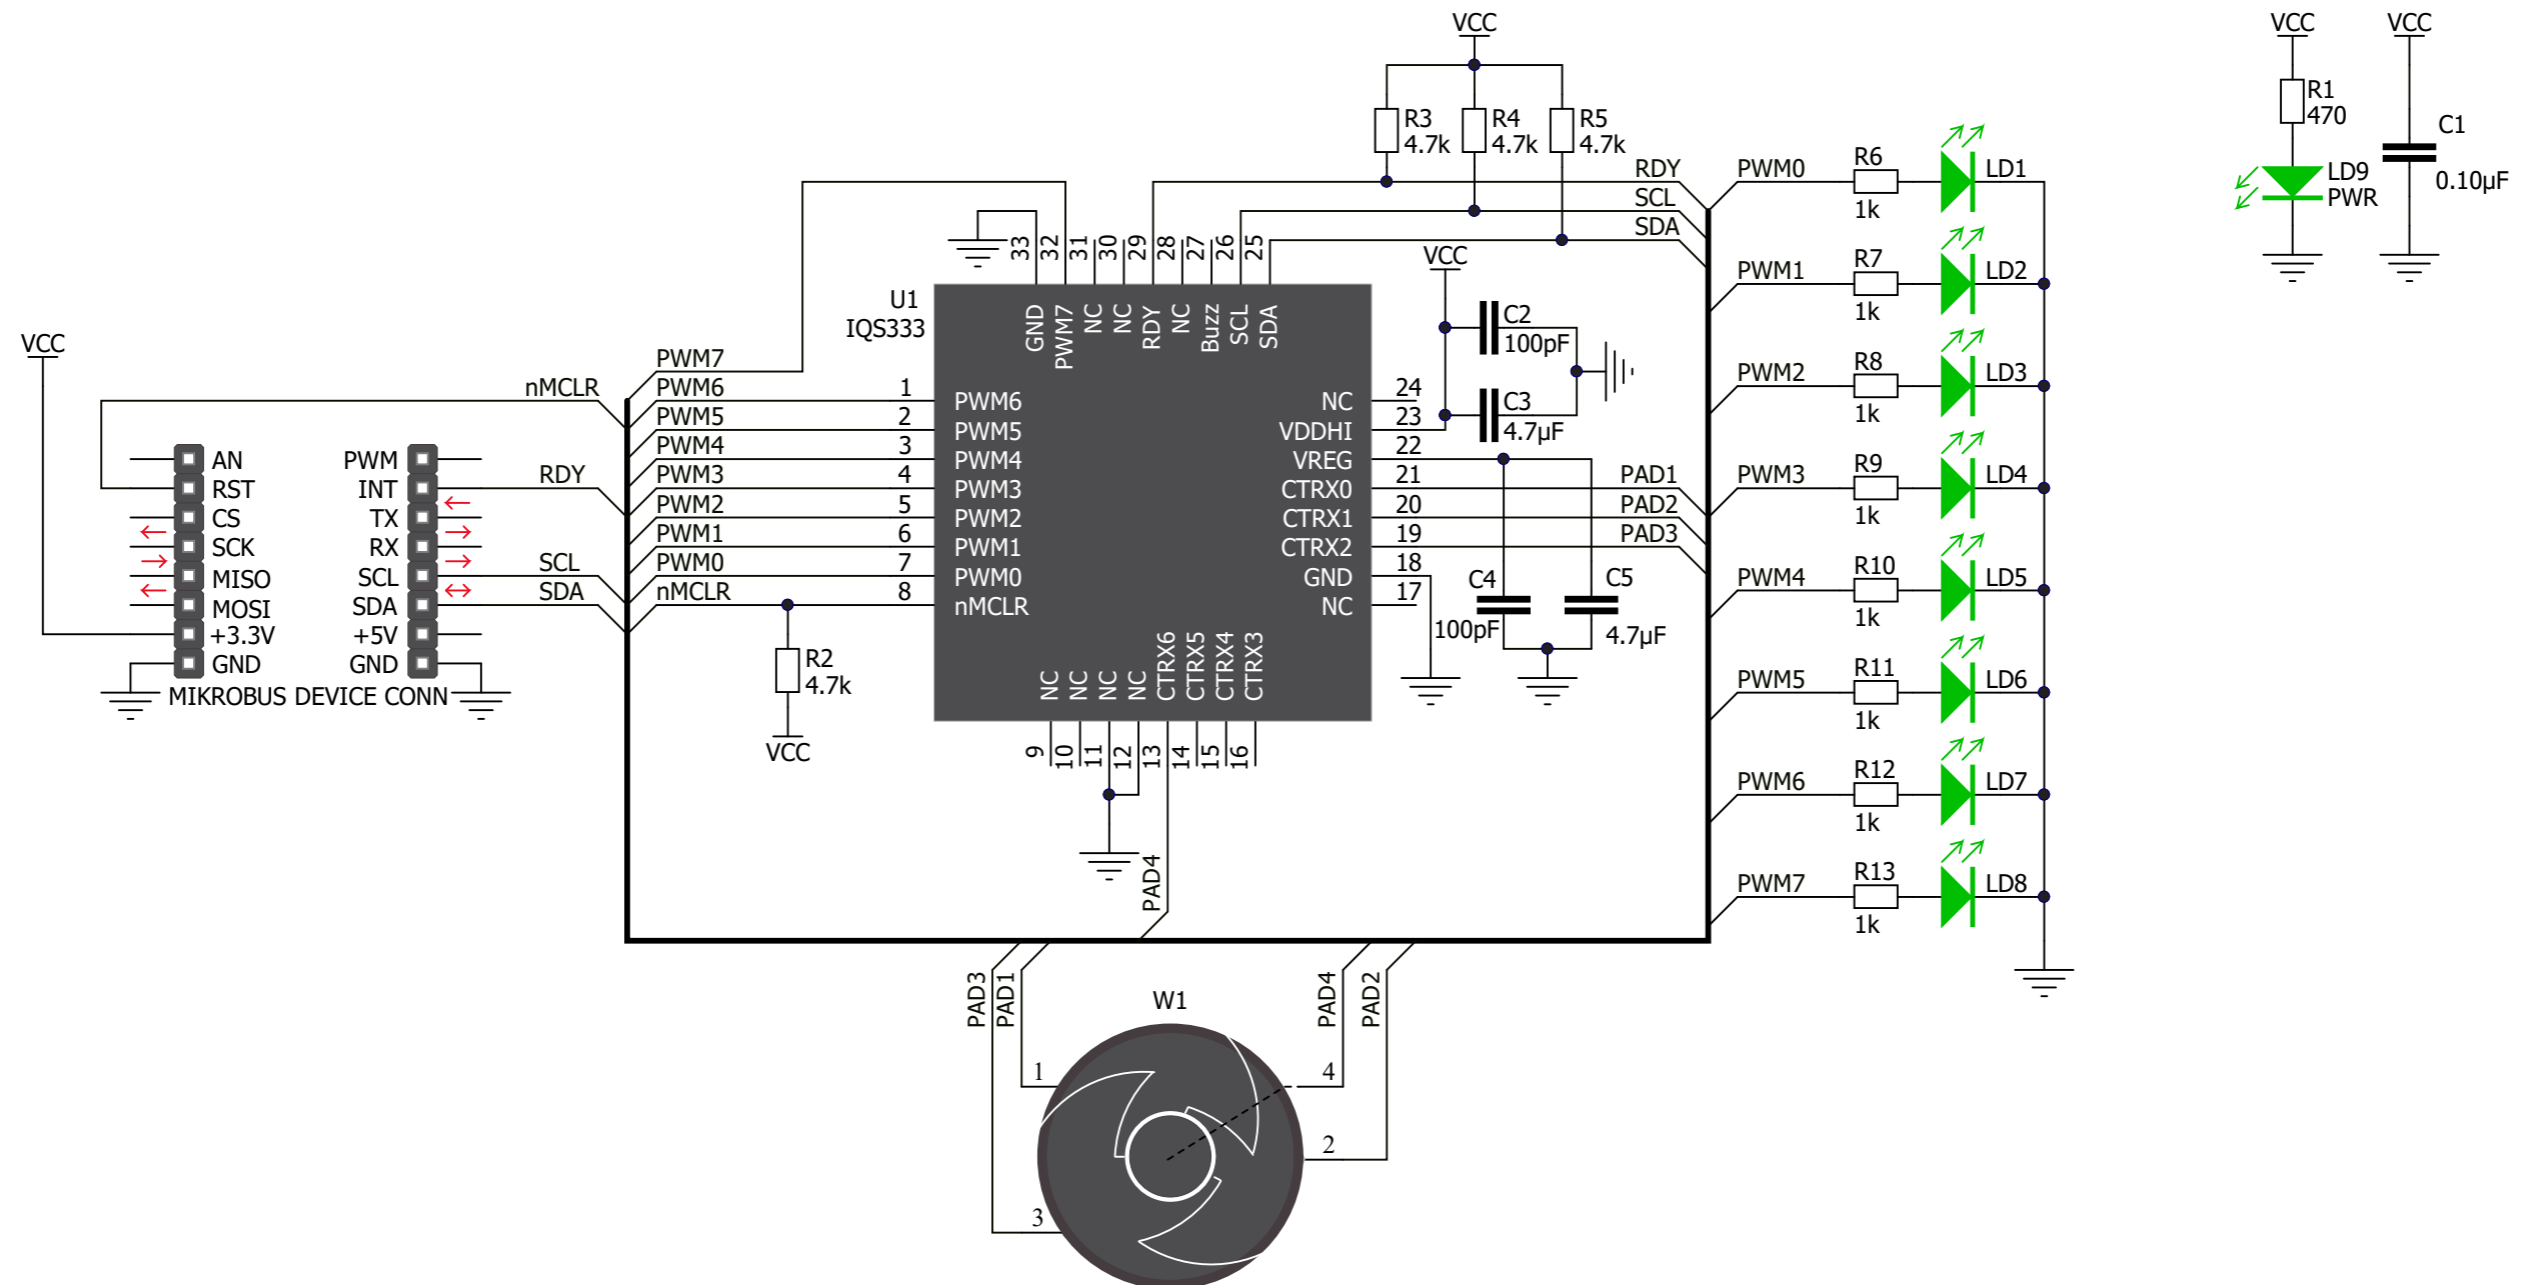 VCC
R3
4.7k
R4
4.7k
R5
4.7k
RDY
SCL
SDA
VCC
R1
470
LD9
PWR
VCC
C1
0.10µF
PWM0
R6
1k
LD1
PWM1
R7
1k
LD2
PWM2
R8
1k
LD3
PWM3
R9
1k
LD4
PWM4
R10
1k
LD5
PWM5
R11
1k
LD6
PWM6
R12
1k
LD7
PWM7
R13
1k
LD8
U1
IQS333
33
32
31
30
29
28
27
26
25
GND
PWM7
NC
NC
RDY
NC
Buzz
SCL
SDA
VCC
C2
100pF
C3
4.7µF
VCC
nMCLR
PWM7
PWM6
1
PWM6
PWM5
2
PWM5
PWM4
3
PWM4
PWM3
4
PWM3
PWM2
5
PWM2
PWM1
6
PWM1
PWM0
7
PWM0
nMCLR
8
nMCLR
NC
24
VDDHI
23
VREG
22
CTRX0
21
PAD1
CTRX1
20
PAD2
CTRX2
19
PAD3
GND
18
NC
17
C4
100pF
C5
4.7µF
AN
RST
CS
SCK
MISO
MOSI
+3.3V
GND
PWM
INT
TX
RX
SCL
SDA
+5V
GND
RDY
SCL
SDA
MIKROBUS DEVICE CONN
R2
4.7k
VCC
NC
NC
NC
NC
CTRX6
CTRX5
CTRX4
CTRX3
9
10
11
12
13
14
15
16
PAD4
PAD3
PAD1
PAD4
PAD2
W1
1
4
2
3